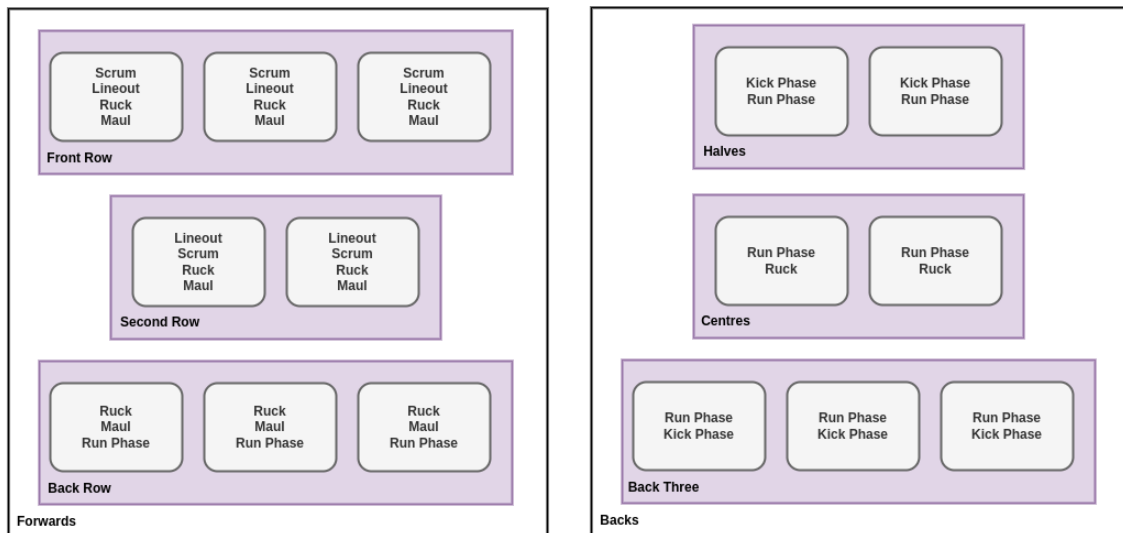 Scrum
Lineout
Ruck
Maul
Scrum
Lineout
Ruck
Maul
Scrum
Lineout
Ruck
Maul
Front Row
Lineout
Scrum
Ruck
Maul
Lineout
Scrum
Ruck
Maul
Second Row
Ruck
Maul
Run Phase
Ruck
Maul
Run Phase
Ruck
Maul
Run Phase
Back Row
Forwards
Kick Phase
Run Phase
Kick Phase
Run Phase
Halves
Run Phase
Ruck
Run Phase
Ruck
Centres
Run Phase
Kick Phase
Run Phase
Kick Phase
Run Phase
Kick Phase
Back Three
Backs